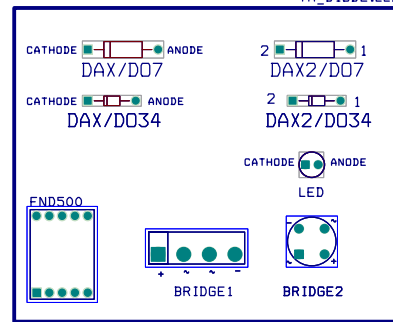 CATHODE ANODE 2 1
DAX/DO7 DAX2/DO7
CATHODE ANODE 2 1
DAX/DO34 DAX2/DO34
CATHODE ANODE
LED
FND500
+ ~ ~ -
- ~ ~ +
BRIDGE1 BRIDGE2